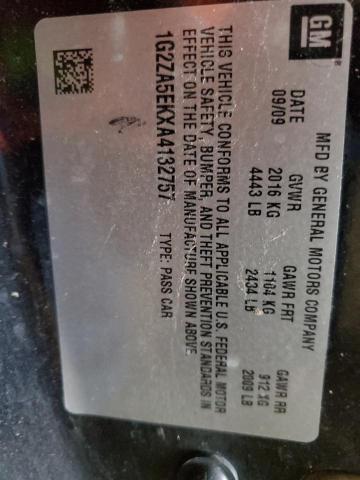 GM
MFD BY GENERAL MOTORS COMPANY
DATE GVWR GAWR FRT GAWR RR
09/09 2016 KG 1104 KG 912 KG
4443 LB 2434 LB 2009 LB
THIS VEHICLE CONFORMS TO ALL APPLICABLE U.S. FEDERAL MOTOR
VEHICLE SAFETY, BUMPER, AND THEFT PREVENTION STANDARDS IN
EFFECT ON THE DATE OF MANUFACTURE SHOWN ABOVE.
1G2ZA5EKXA4132757 TYPE: PASS CAR